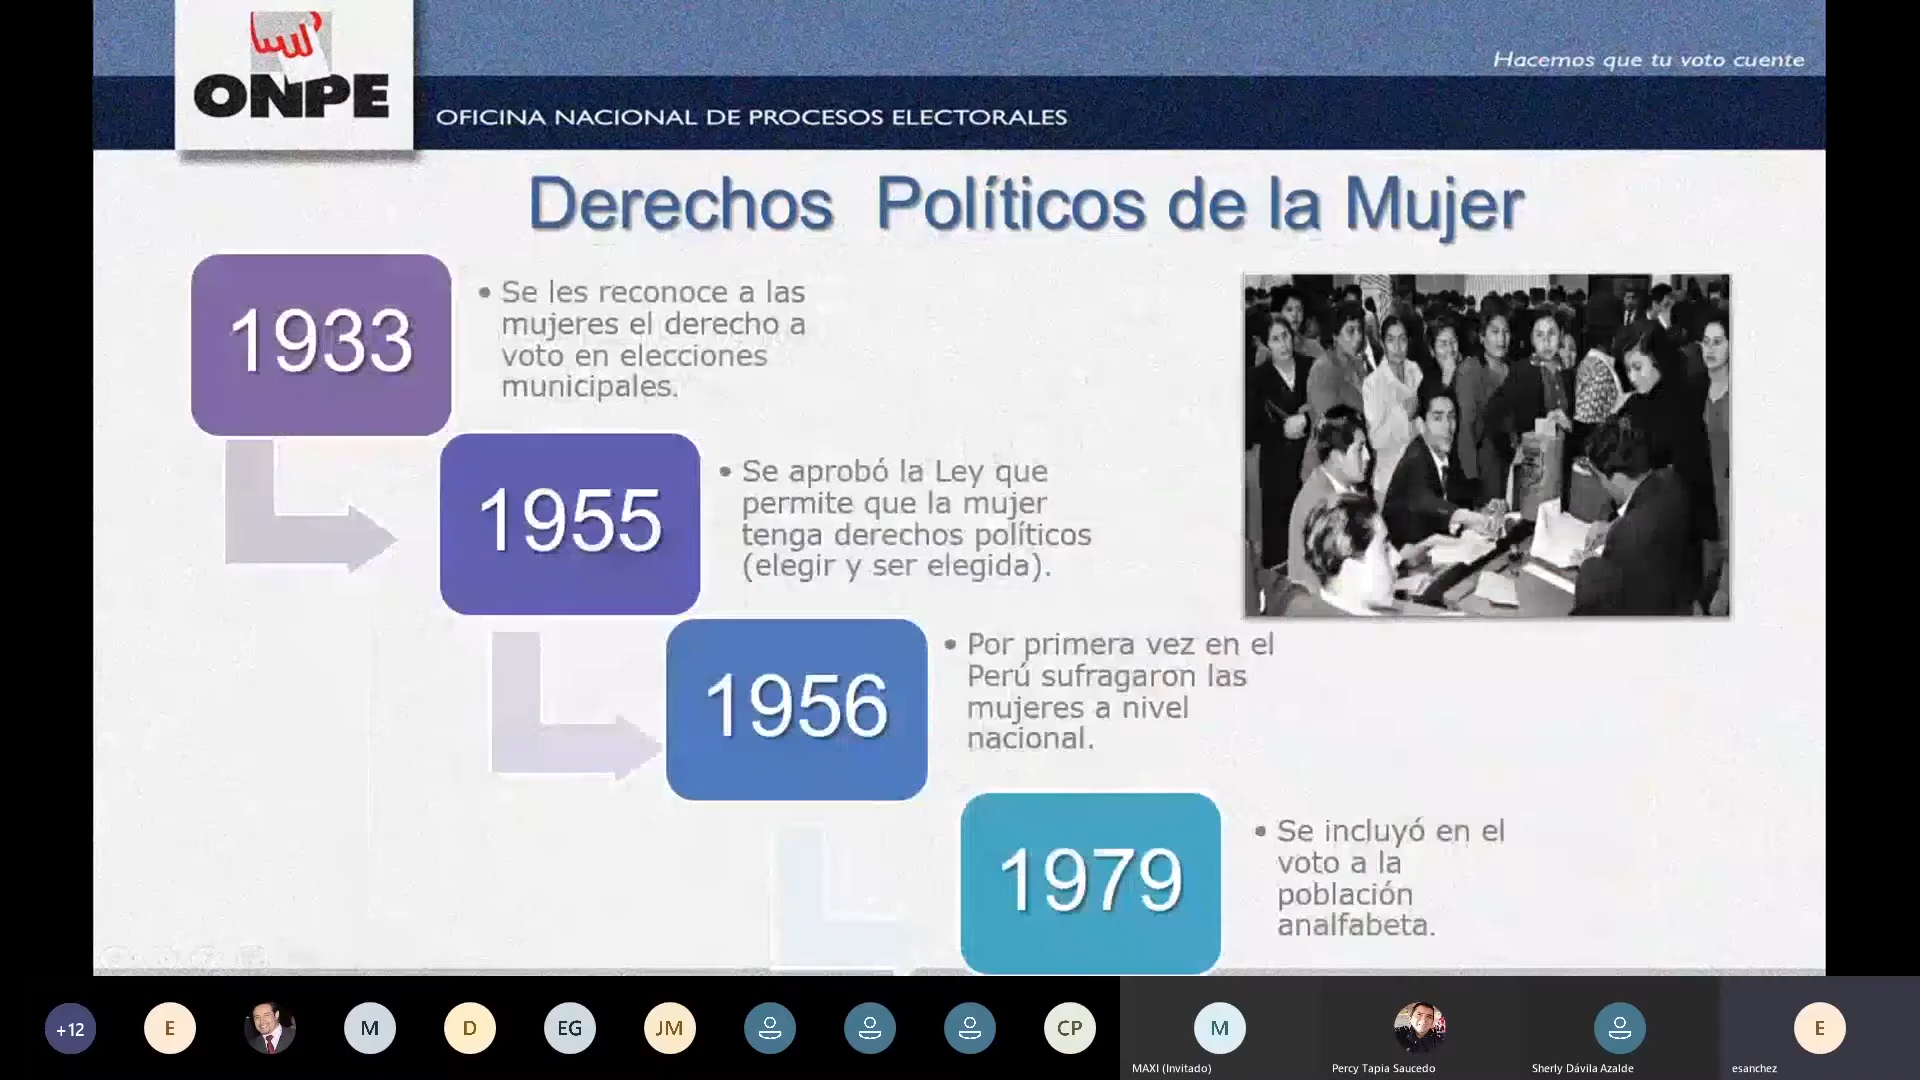 ONPE
Hacemos que tu voto cuente
OFICINA NACIONAL DE PROCESOS ELECTORALES
Derechos Políticos de la Mujer
1933
• Se les reconoce a las
mujeres el derecho a
voto en elecciones
municipales.
1955
• Se aprobó la Ley que
permite que la mujer
tenga derechos políticos
(elegir y ser elegida).
1956
• Por primera vez en el
Perú sufragaron las
mujeres a nivel
nacional.
1979
• Se incluyó en el
voto a la
población
analfabeta.
+12
E
M
D
EG
JM
CP
M
E
MAXI (Invitado)
Percy Tapia Saucedo
Sherly Dávila Azalde
esanchez